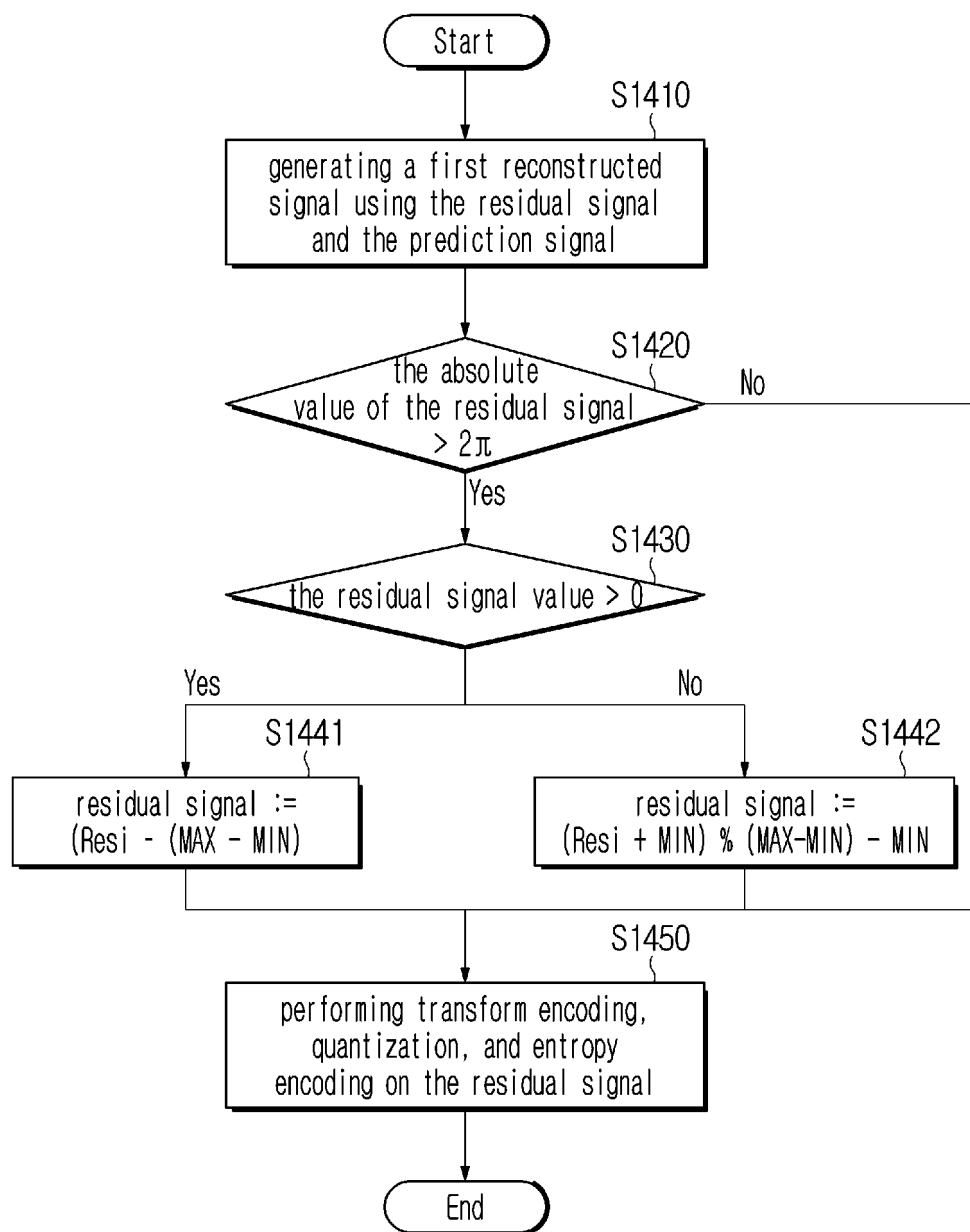 Start
S1410
generating a first reconstructed
signal using the residual signal
and the prediction signal
S1420
the absolute
value of the residual signal
> 2π
No
Yes
S1430
the residual signal value > 0
Yes
No
S1441
residual signal :=
(Resi - (MAX - MIN)
S1442
residual signal :=
(Resi + MIN) % (MAX-MIN) - MIN
S1450
performing transform encoding,
quantization, and entropy
encoding on the residual signal
End